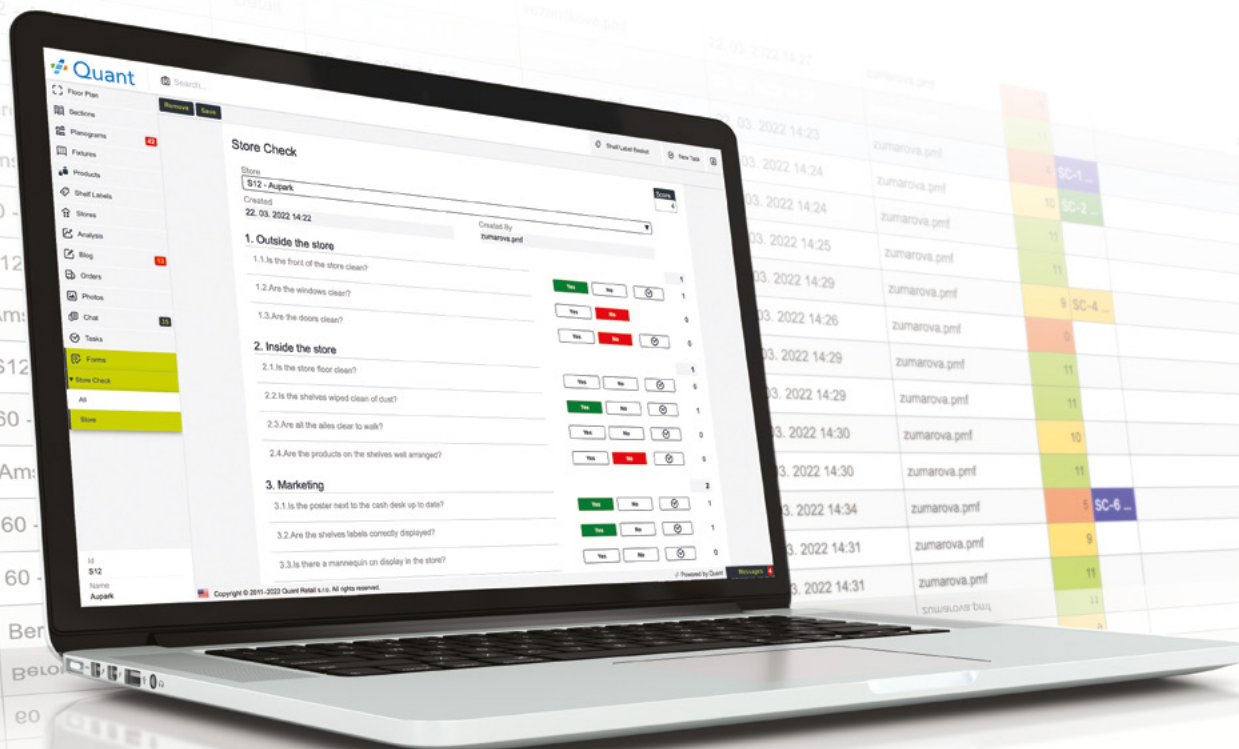 Quant
Search...
Floor Plan
Sections
Planograms 42
Fixtures
Products
Shelf Labels
Stores
Analysis
Blog 13
Orders
Photos
Chat 25
Tasks
Forms
Store Check
All
Store
Id
S12
Name
Aupark
Remove Save
Shelf Label Basket New Task
Store Check
Store
S12 - Aupark
Score
4
Created
22. 03. 2022 14:22
Created By
zumarova.pmf
1. Outside the store 1
1.1.Is the front of the store clean? Yes No 1
1.2.Are the windows clean? Yes No 0
1.3.Are the doors clean? Yes No 0
2. Inside the store 1
2.1.Is the store floor clean? Yes No 0
2.2.Is the shelves wiped clean of dust? Yes No 1
2.3.Are all the ailes clear to walk? Yes No 0
2.4.Are the products on the shelves well arranged? Yes No 0
3. Marketing 2
3.1.Is the poster next to the cash desk up to date? Yes No 1
3.2.Are the shelves labels correctly displayed? Yes No 1
3.3.Is there a mannequin on display in the store? Yes No 0
Copyright © 2011-2022 Quant Retail s.r.o. All rights reserved.
Powered by Quant Messages 4
Detail
22. 03. 2022 14:27 zumarova.pmf
22. 03. 2022 14:23 zumarova.pmf 11
03. 2022 14:24 zumarova.pmf 4 SC-1 ...
03. 2022 14:24 zumarova.pmf 10 SC-2 ...
03. 2022 14:25 zumarova.pmf 11
03. 2022 14:29 zumarova.pmf 11
03. 2022 14:26 zumarova.pmf 9 SC-4 ...
03. 2022 14:29 zumarova.pmf 0
03. 2022 14:29 zumarova.pmf 11
03. 2022 14:30 zumarova.pmf 11
03. 2022 14:30 zumarova.pmf 10
3. 2022 14:34 zumarova.pmf 11
3. 2022 14:31 zumarova.pmf 5 SC-6 ...
3. 2022 14:31 zumarova.pmf 9
zumarova.pmf 11
S12
60 -
Am
60 -
60 -
Ber
60